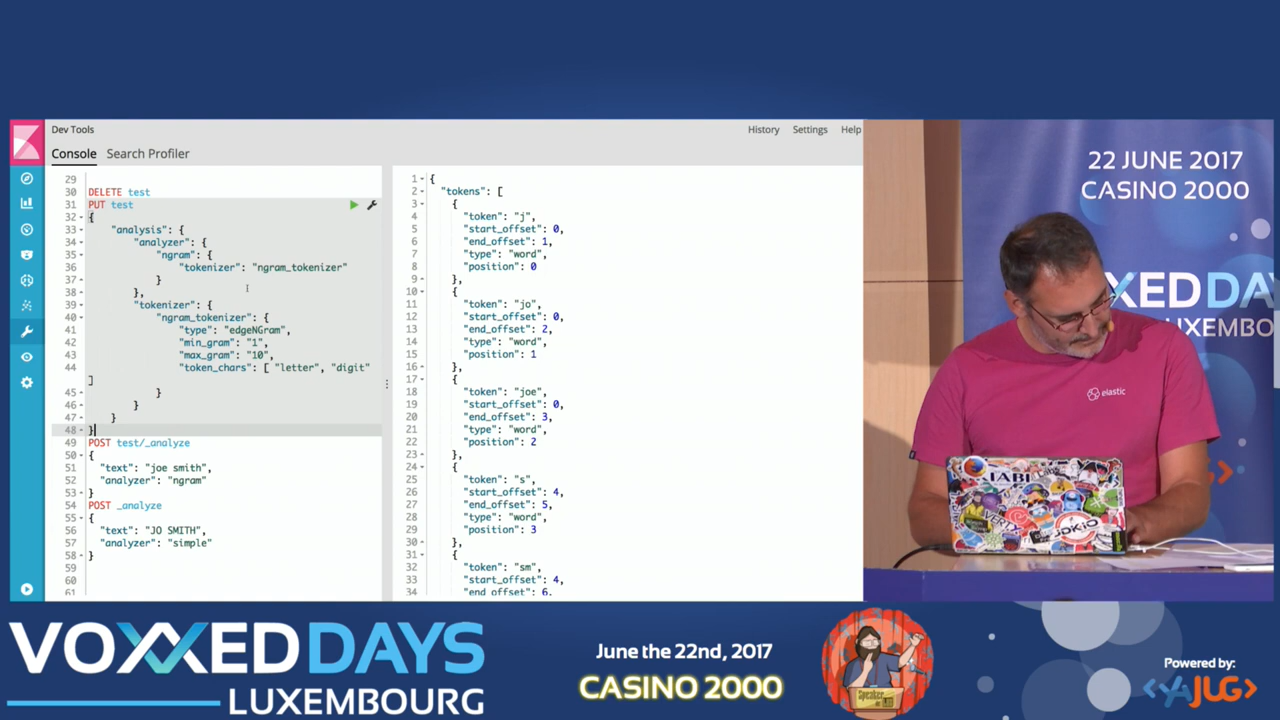 Dev Tools
History Settings Help
Console Search Profiler
29
30 DELETE test
31 PUT test
32 {
33 "analysis": {
34 "analyzer": {
35 "ngram": {
36 "tokenizer": "ngram_tokenizer"
37 }
38 },
39 "tokenizer": {
40 "ngram_tokenizer": {
41 "type": "edgeNGram",
42 "min_gram": "1",
43 "max_gram": "10",
44 "token_chars": [ "letter", "digit"
]
45 }
46 }
47 }
48 }
49 POST test/_analyze
50 {
51 "text": "joe smith",
52 "analyzer": "ngram"
53 }
54 POST _analyze
55 {
56 "text": "JO SMITH",
57 "analyzer": "simple"
58 }
59
60
61
1 {
2 "tokens": [
3 {
4 "token": "j",
5 "start_offset": 0,
6 "end_offset": 1,
7 "type": "word",
8 "position": 0
9 },
10 {
11 "token": "jo",
12 "start_offset": 0,
13 "end_offset": 2,
14 "type": "word",
15 "position": 1
16 },
17 {
18 "token": "joe",
19 "start_offset": 0,
20 "end_offset": 3,
21 "type": "word",
22 "position": 2
23 },
24 {
25 "token": "s",
26 "start_offset": 4,
27 "end_offset": 5,
28 "type": "word",
29 "position": 3
30 },
31 {
32 "token": "sm",
33 "start_offset": 4,
34 "end_offset": 6,
22 JUNE 2017
CASINO 2000
XED DA
UXEMBO
elastic
VOXXED DAYS
LUXEMBOURG
June the 22nd, 2017
CASINO 2000
Powered by:
YAJUG